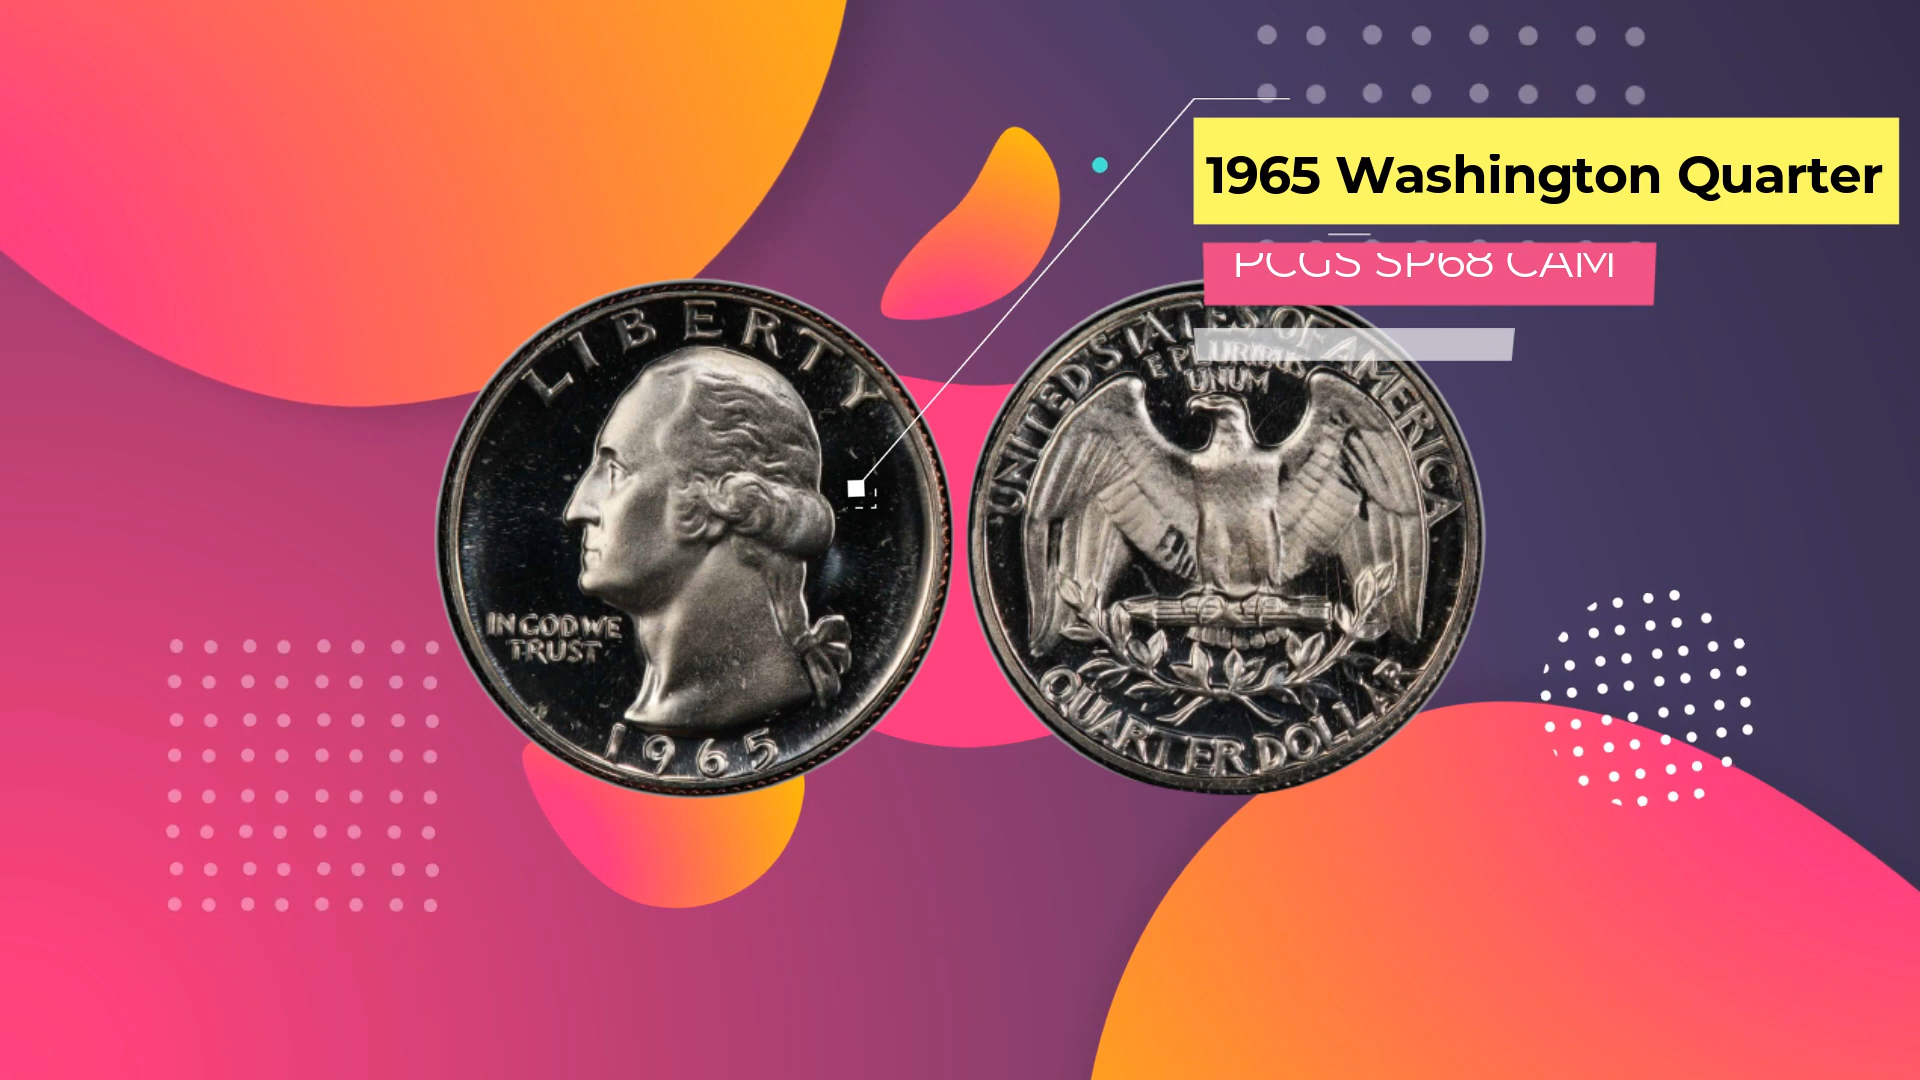 1965 Washington Quarter
PCGS SP68 CAM
LIBERTY
IN GOD WE
TRUST
1965
UNITED STATES OF AMERICA
E PLURIBUS
UNUM
QUARTER DOLLAR